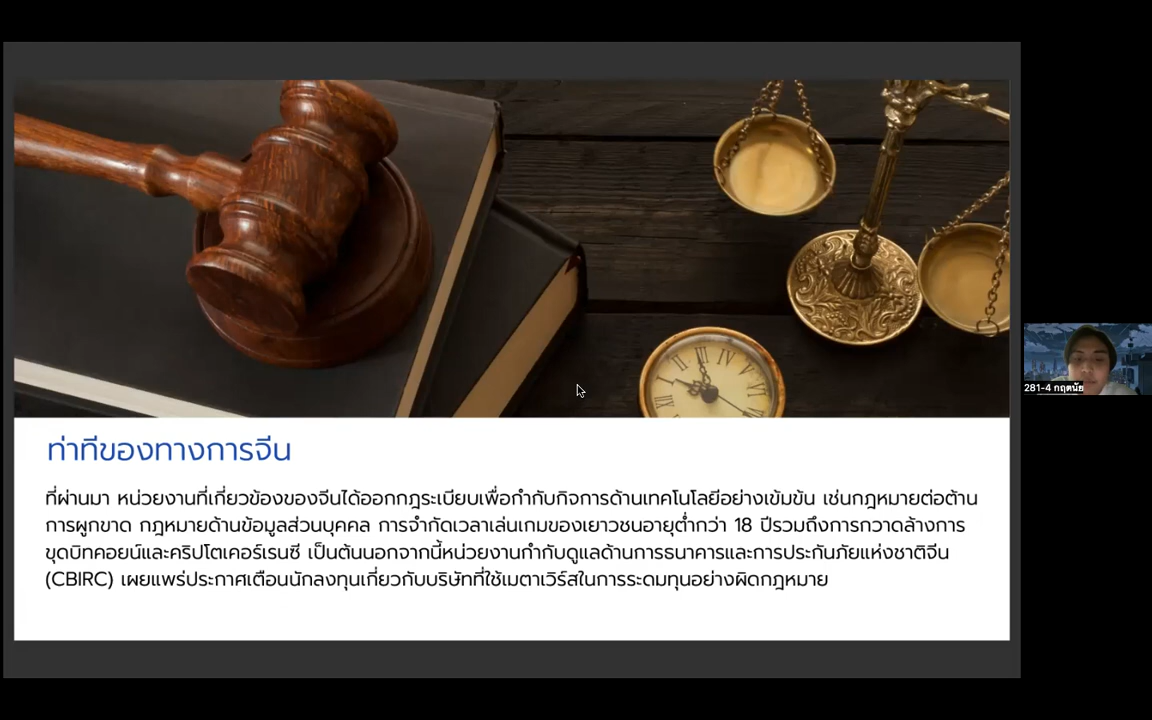 ท่าทีของทางการจีน
ที่ผ่านมา หน่วยงานที่เกี่ยวข้องของจีนได้ออกกฎระเบียบเพื่อกำกับกิจการด้านเทคโนโลยีอย่างเข้มข้น เช่นกฎหมายต่อต้าน
การผูกขาด กฎหมายด้านข้อมูลส่วนบุคคล การจำกัดเวลาเล่นเกมของเยาวชนอายุต่ำกว่า 18 ปีรวมถึงการกวาดล้างการ
ขุดบิทคอยน์และคริปโตเคอร์เรนซี เป็นต้นนอกจากนี้หน่วยงานกำกับดูแลด้านการธนาคารและการประกันภัยแห่งชาติจีน
(CBIRC) เผยแพร่ประกาศเตือนนักลงทุนเกี่ยวกับบริษัทที่ใช้เมตาเวิร์สในการระดมทุนอย่างผิดกฎหมาย
281-4 กฤตนัย